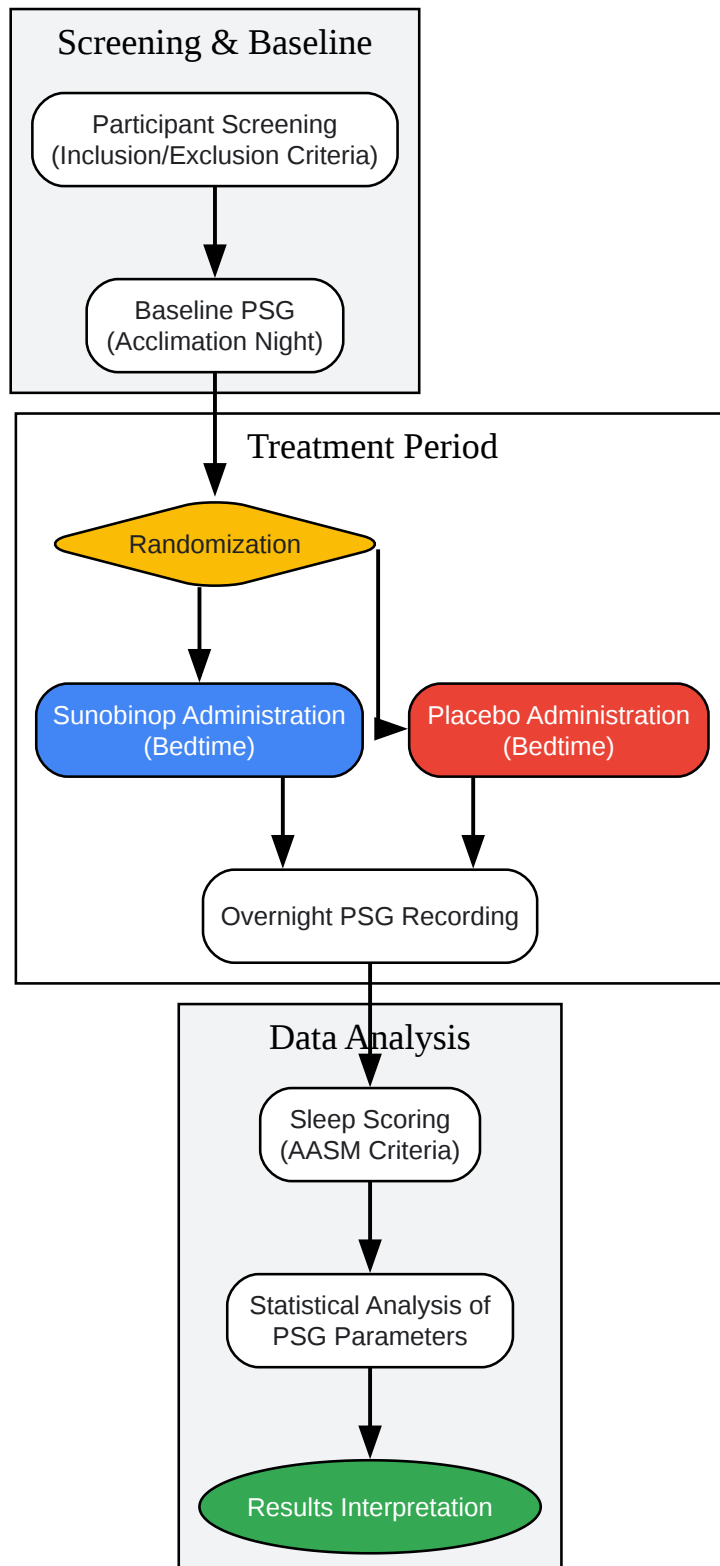 Screening & Baseline
Participant Screening
(Inclusion/Exclusion Criteria)
Baseline PSG
(Acclimation Night)
Treatment Period
Randomization
Sunobinop Administration
(Bedtime)
Placebo Administration
(Bedtime)
Overnight PSG Recording
Data Analysis
Sleep Scoring
(AASM Criteria)
Statistical Analysis of
PSG Parameters
Results Interpretation